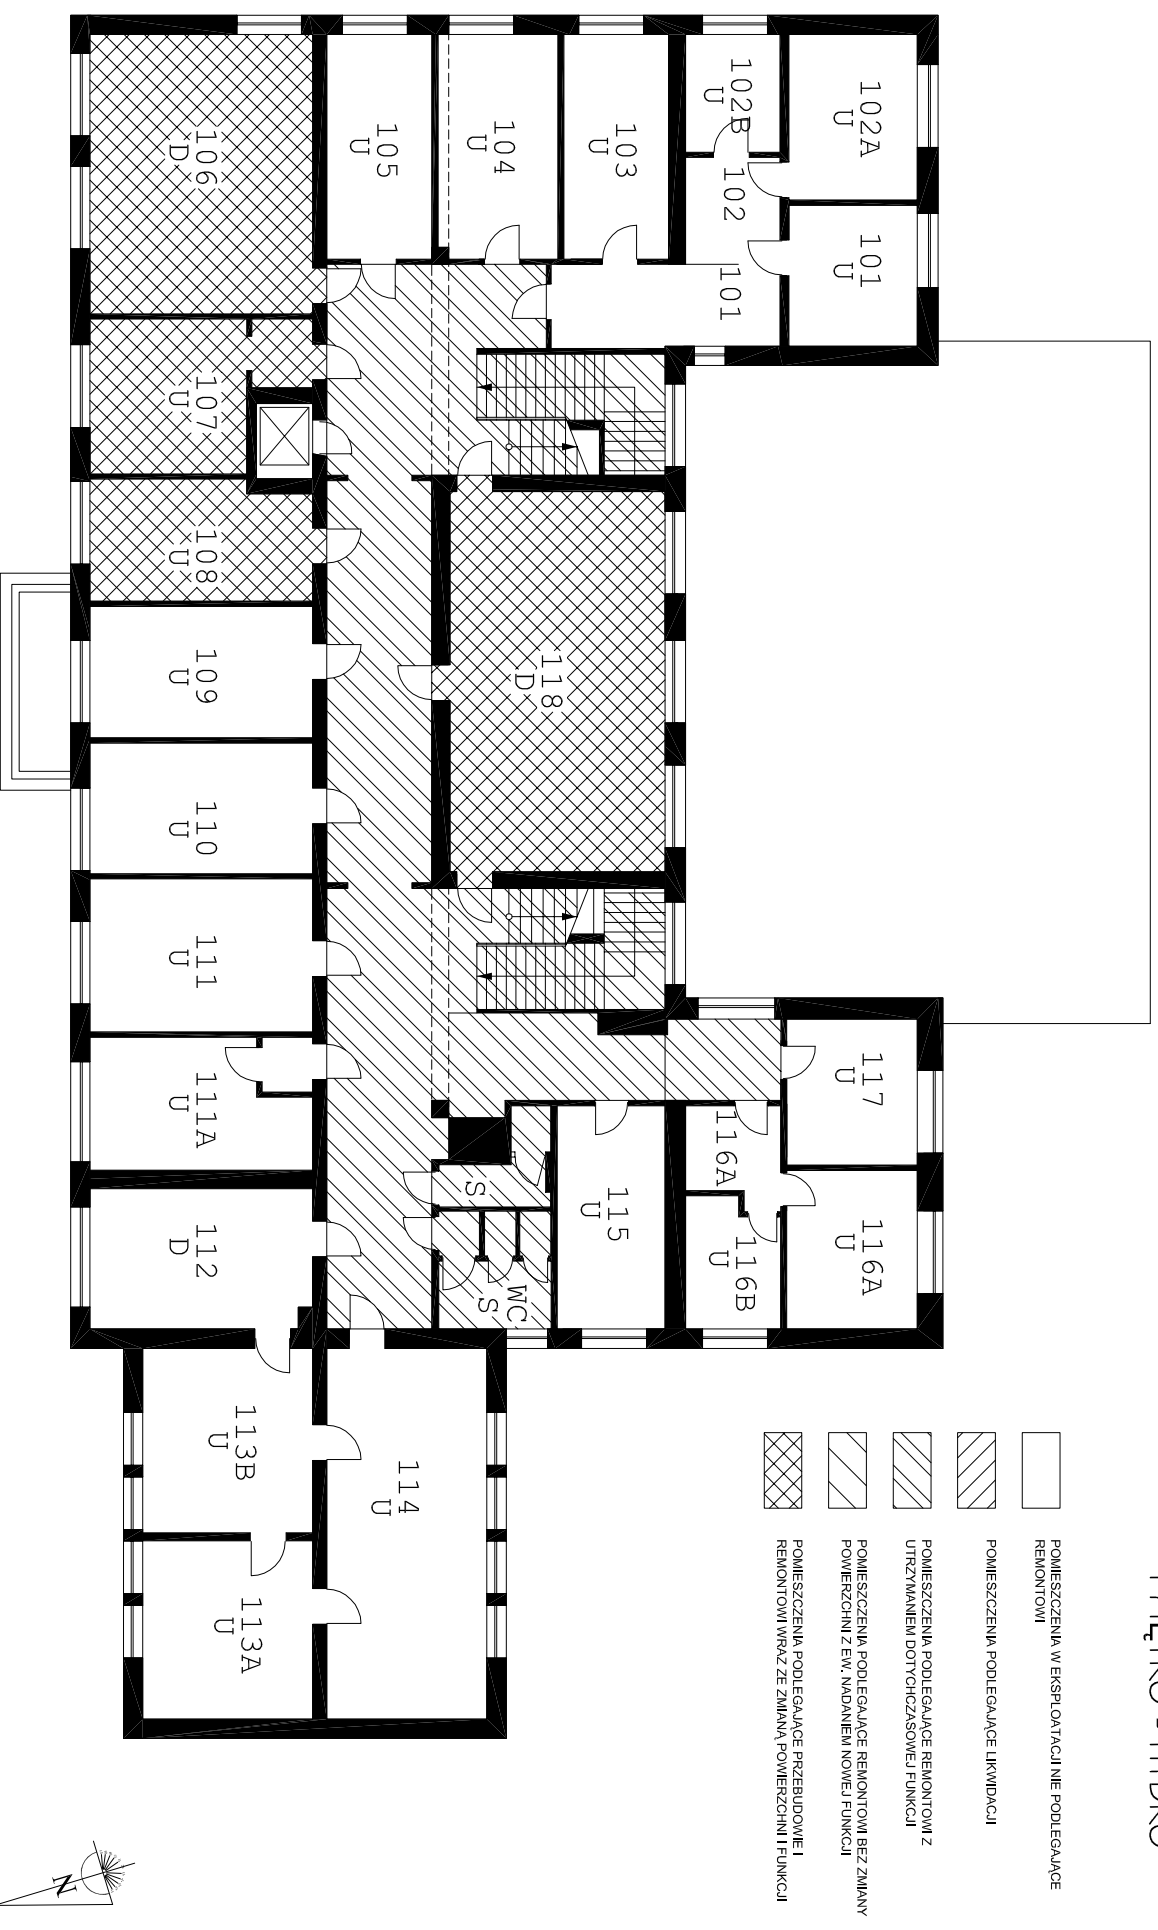 POMIESZCZENIA W EKSPLOATACJI NIE PODLEGAJĄCE
REMONTOWI
POMIESZCZENIA PODLEGAJĄCE LIKWIDACJI
POMIESZCZENIA PODLEGAJĄCE REMONTOWI Z
UTRZYMANIEM DOTYCHCZASOWEJ FUNKCJI
POMIESZCZENIA PODLEGAJĄCE REMONTOWI BEZ ZMIANY
POWIERZCHNI Z EW. NADANIEM NOWEJ FUNKCJI
POMIESZCZENIA PODLEGAJĄCE PRZEBUDOWIE I
REMONTOWI WRAZ ZE ZMIANĄ POWIERZCHNI I FUNKCJI
102A
U
101
U
102B
U
102
101
103
U
104
U
105
U
106
D
107
U
108
U
118
D
109
U
110
U
111
U
111A
U
112
D
117
U
116A
U
116A
116B
U
115
U
S
WC
S
113B
U
114
U
113A
U
N